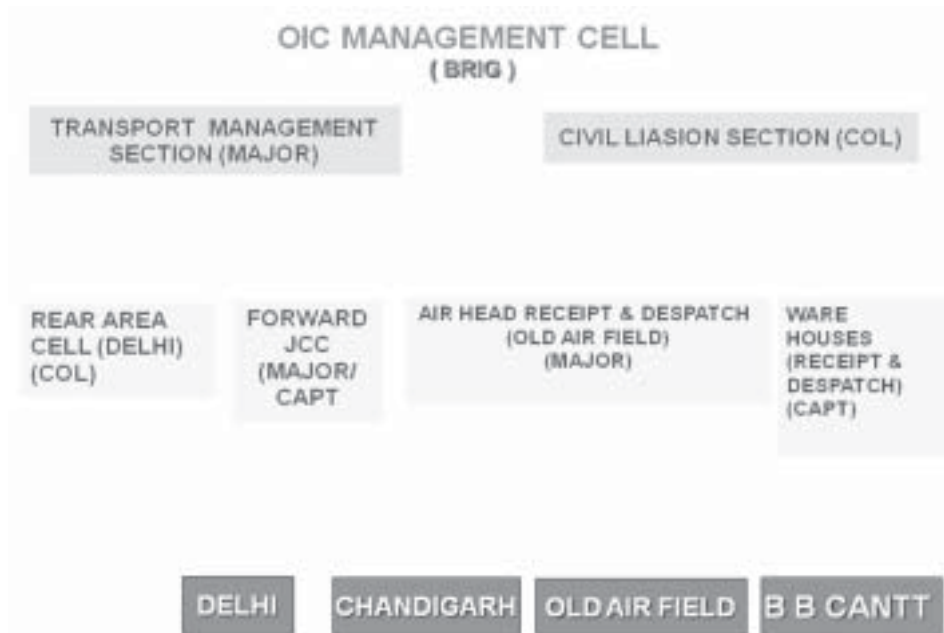 OIC MANAGEMENT CELL
( BRIG )
TRANSPORT MANAGEMENT
SECTION (MAJOR)
CIVIL LIASION SECTION (COL)
REAR AREA
CELL (DELHI)
(COL)
FORWARD
JCC
(MAJOR/
CAPT
AIR HEAD RECEIPT & DESPATCH
(OLD AIR FIELD)
(MAJOR)
WARE
HOUSES
(RECEIPT &
DESPATCH)
(CAPT)
DELHI
CHANDIGARH
OLD AIR FIELD
B B CANTT